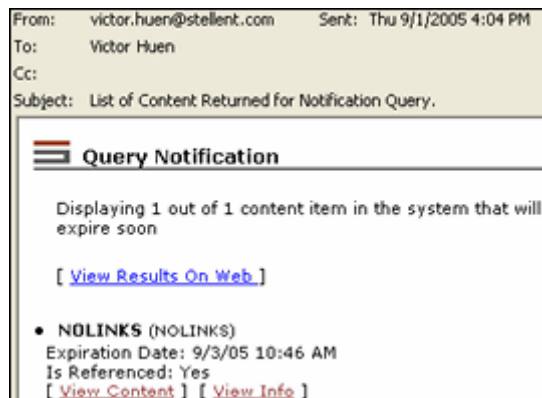 From: victor.huen@stellent.com Sent: Thu 9/1/2005 4:04 PM
To: Victor Huen
Cc:
Subject: List of Content Returned for Notification Query.
Query Notification
Displaying 1 out of 1 content item in the system that will
expire soon
[ View Results On Web ]
• NOLINKS (NOLINKS)
Expiration Date: 9/3/05 10:46 AM
Is Referenced: Yes
[ View Content ] [ View Info ]